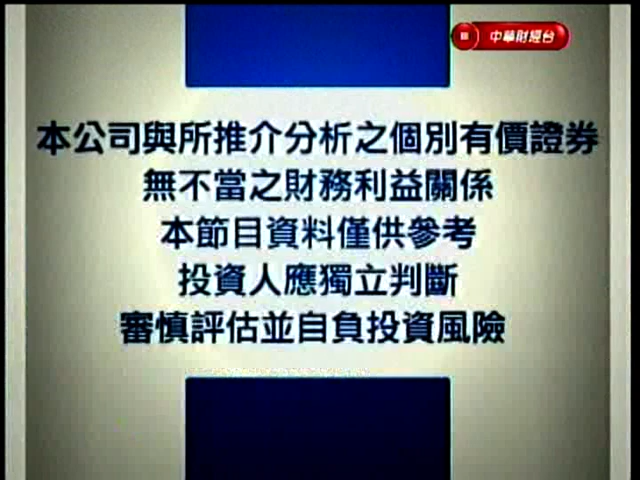 中華財經台
本公司與所推介分析之個別有價證券
無不當之財務利益關係
本節目資料僅供參考
投資人應獨立判斷
審慎評估並自負投資風險